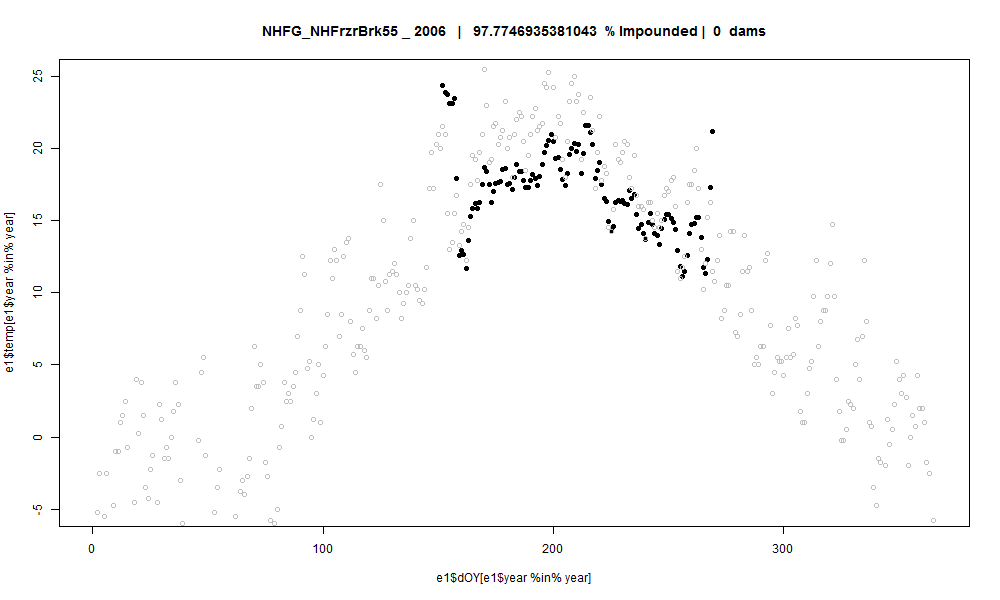 NHFG_NHFrzrBrk55 _ 2006 | 97.7746935381043 % Impounded | 0 dams
25
20
15
10
5
0
-5
e1$temp[e1$year %in% year]
0 100 200 300
e1$dOY[e1$year %in% year]